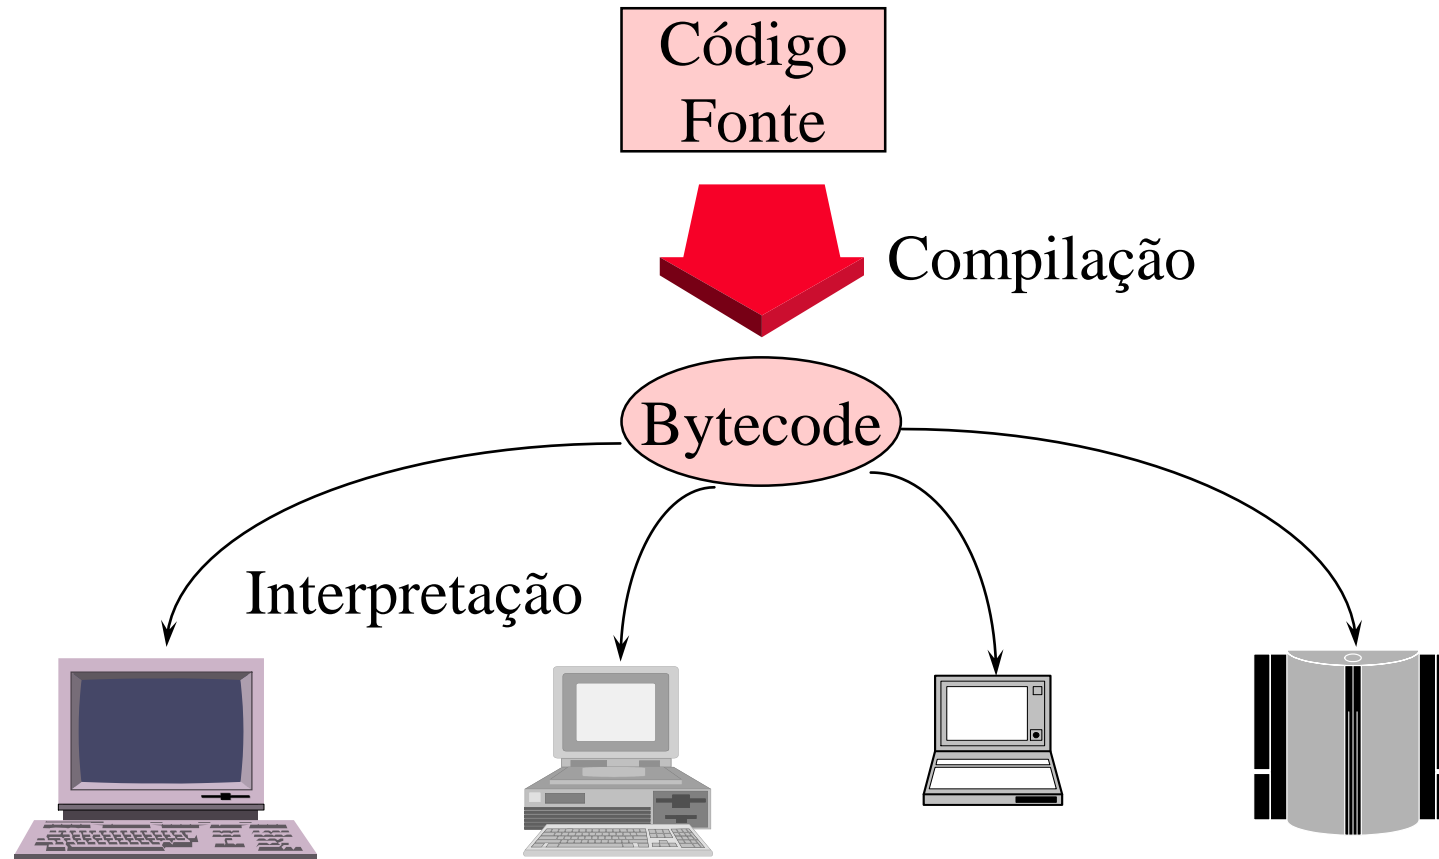 Código
Fonte
Compilação
Bytecode
Interpretação